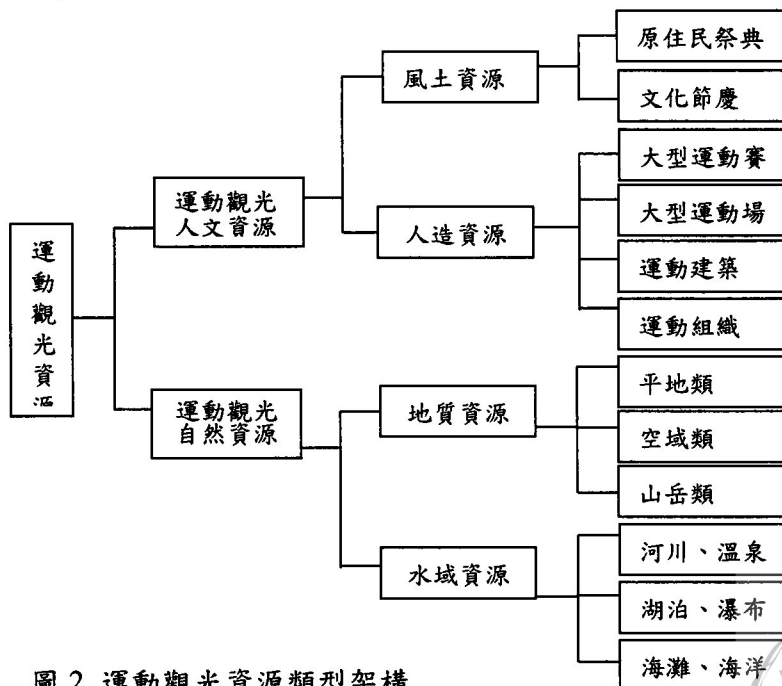 運動觀光資源
運動觀光
人文資源
運動觀光
自然資源
風土資源
人造資源
地質資源
水域資源
原住民祭典
文化節慶
大型運動賽
大型運動場
運動建築
運動組織
平地類
空域類
山岳類
河川、溫泉
湖泊、瀑布
海灘、海洋
圖 2 運動觀光資源類型架構